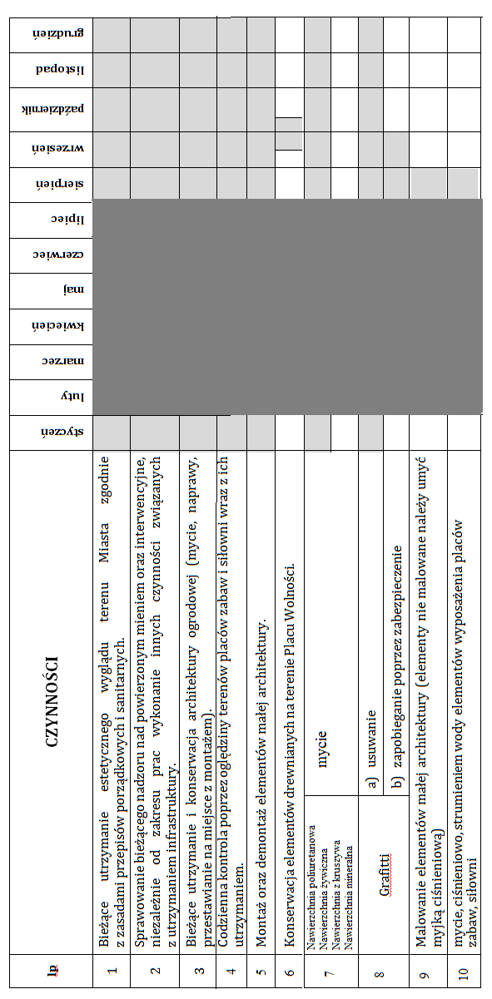 lp
CZYNNOŚCI
styczeń
luty
marzec
kwiecień
maj
czerwiec
lipiec
sierpień
wrzesień
październik
listopad
grudzień
1
Bieżące utrzymanie estetycznego wyglądu terenu Miasta zgodnie
z zasadami przepisów porządkowych i sanitarnych.
2
Sprawowanie bieżącego nadzoru nad powierzonym mieniem oraz interwencyjne,
niezależnie od zakresu prac wykonanie innych czynności związanych
z utrzymaniem infrastruktury.
3
Bieżące utrzymanie i konserwacja architektury ogrodowej (mycie, naprawy,
przestawianie na miejsce z montażem).
4
Codzienna kontrola poprzez oględziny terenów placów zabaw i siłowni wraz z ich
utrzymaniem.
5
Montaż oraz demontaż elementów małej architektury.
6
Konserwacja elementów drewnianych na terenie Placu Wolności.
7
Nawierzchnia poliuretanowa
Nawierzchnia żywiczna
Nawierzchnia z kruszywa
Nawierzchnia mineralna
mycie
8
Grafitti
a) usuwanie
b) zapobieganie poprzez zabezpieczenie
9
Malowanie elementów małej architektury (elementy nie malowane należy umyć
myjką ciśnieniową)
10
mycie, ciśnieniowo, strumieniem wody elementów wyposażenia placów
zabaw, siłowni